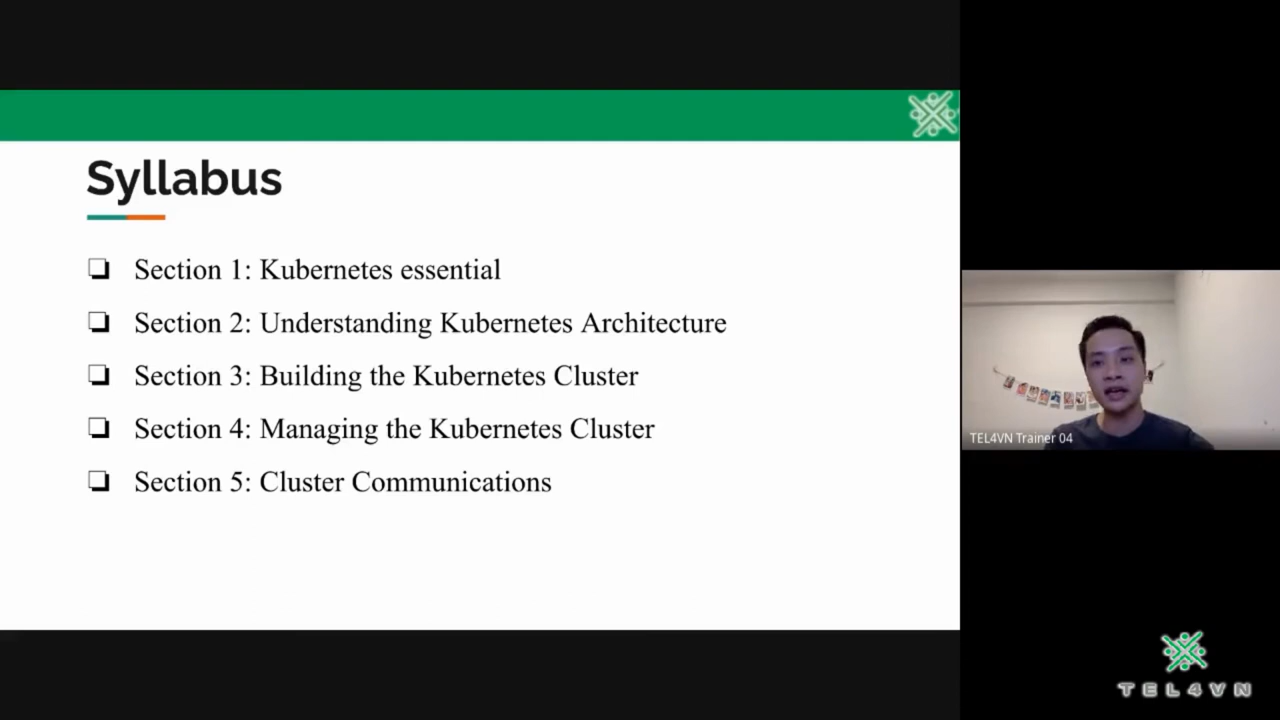 Syllabus
❏ Section 1: Kubernetes essential
❏ Section 2: Understanding Kubernetes Architecture
❏ Section 3: Building the Kubernetes Cluster
❏ Section 4: Managing the Kubernetes Cluster
❏ Section 5: Cluster Communications
TEL4VN Trainer 04
TEL4VN